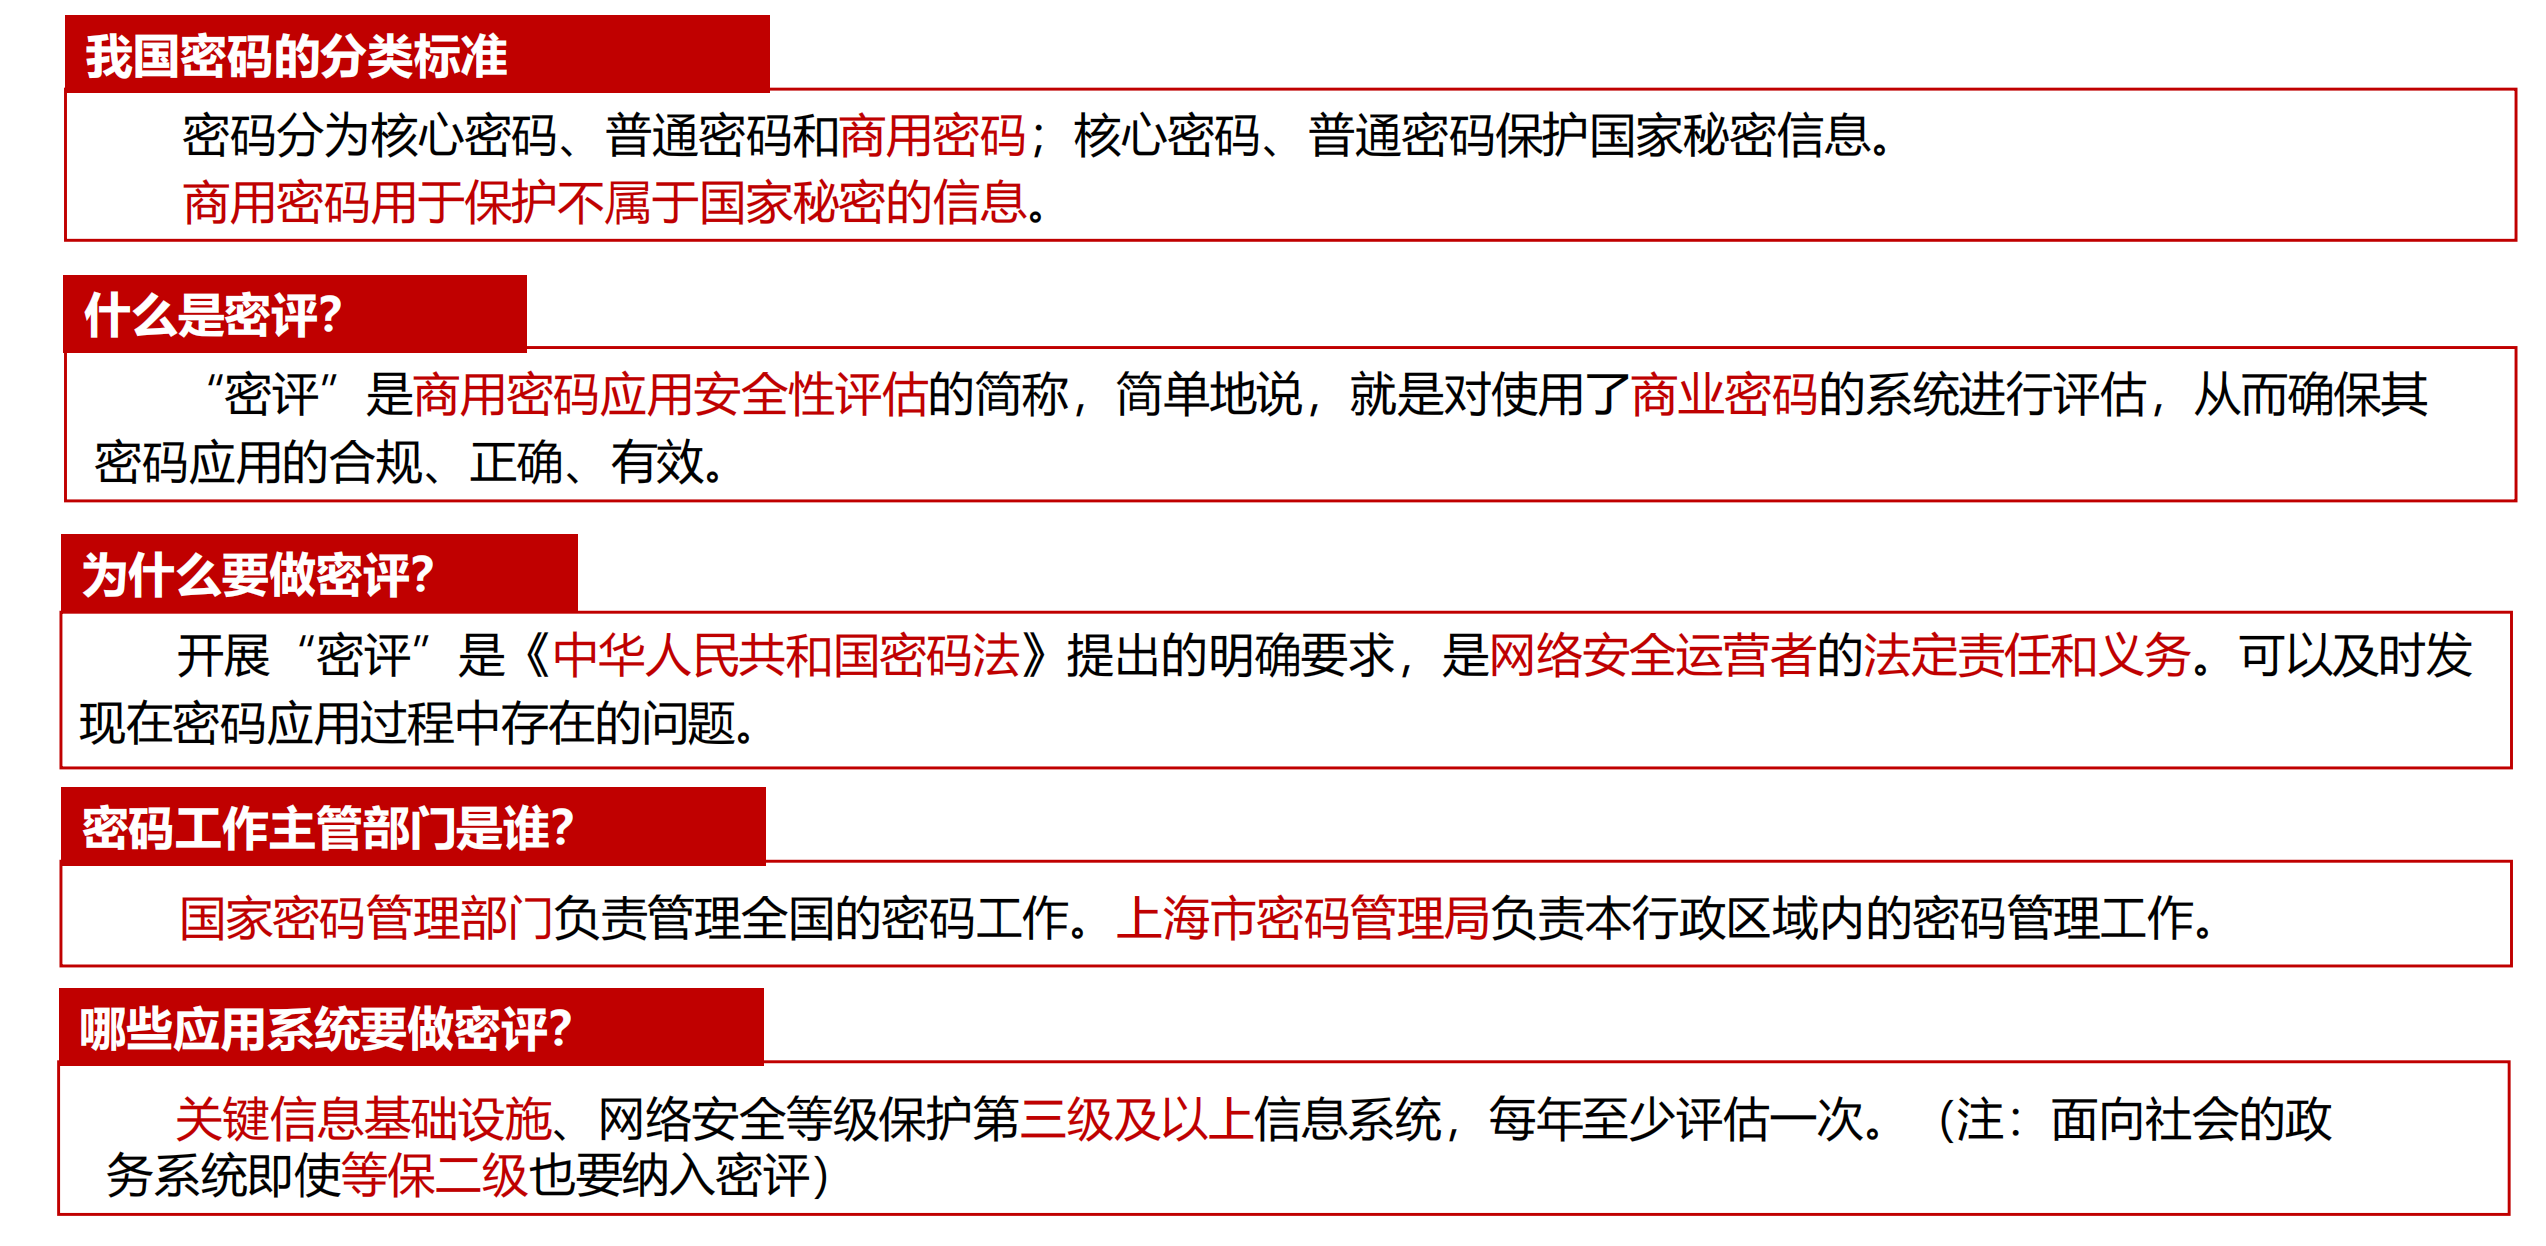 我国密码的分类标准
密码分为核心密码、普通密码和商用密码；核心密码、普通密码保护国家秘密信息。
商用密码用于保护不属于国家秘密的信息。
什么是密评?
“密评”是商用密码应用安全性评估的简称，简单地说，就是对使用了商业密码的系统进行评估，从而确保其
密码应用的合规、正确、有效。
为什么要做密评?
开展“密评”是《中华人民共和国密码法》提出的明确要求，是网络安全运营者的法定责任和义务。可以及时发
现在密码应用过程中存在的问题。
密码工作主管部门是谁?
国家密码管理部门负责管理全国的密码工作。上海市密码管理局负责本行政区域内的密码管理工作。
哪些应用系统要做密评?
关键信息基础设施、网络安全等级保护第三级及以上信息系统，每年至少评估一次。（注：面向社会的政
务系统即使等保二级也要纳入密评）